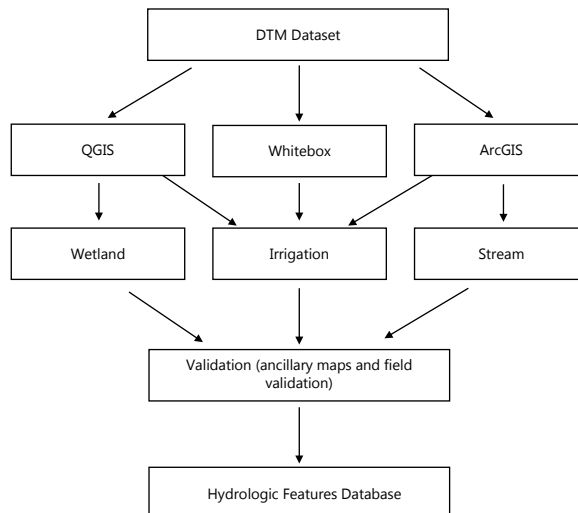 DTM Dataset
QGIS
Whitebox
ArcGIS
Wetland
Irrigation
Stream
Validation (ancillary maps and field
validation)
Hydrologic Features Database